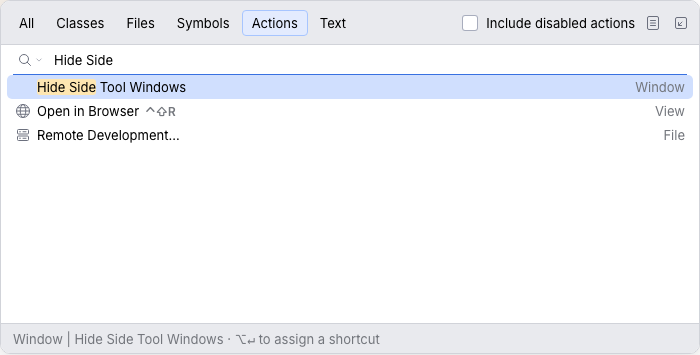 All Classes Files Symbols Actions Text Include disabled actions
Hide Side
Hide Side Tool Windows Window
Open in Browser ⌃⇧R View
Remote Development... File
Window | Hide Side Tool Windows · ⌥↩ to assign a shortcut